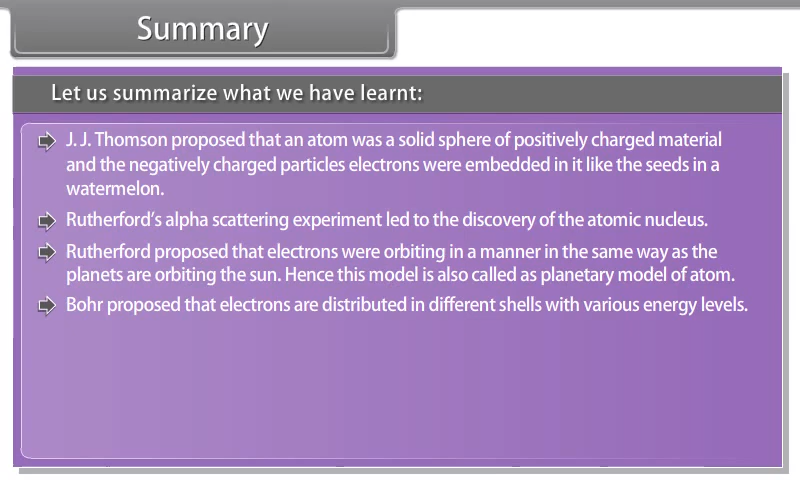 Summary
Let us summarize what we have learnt:
J. J. Thomson proposed that an atom was a solid sphere of positively charged material
and the negatively charged particles electrons were embedded in it like the seeds in a
watermelon.
Rutherford's alpha scattering experiment led to the discovery of the atomic nucleus.
Rutherford proposed that electrons were orbiting in a manner in the same way as the
planets are orbiting the sun. Hence this model is also called as planetary model of atom.
Bohr proposed that electrons are distributed in different shells with various energy levels.